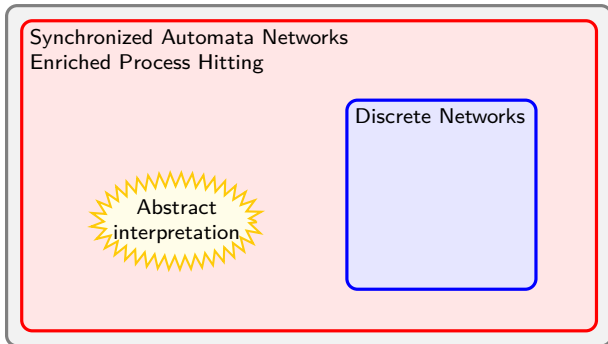 Synchronized Automata Networks
Enriched Process Hitting
Discrete Networks
Abstract
interpretation